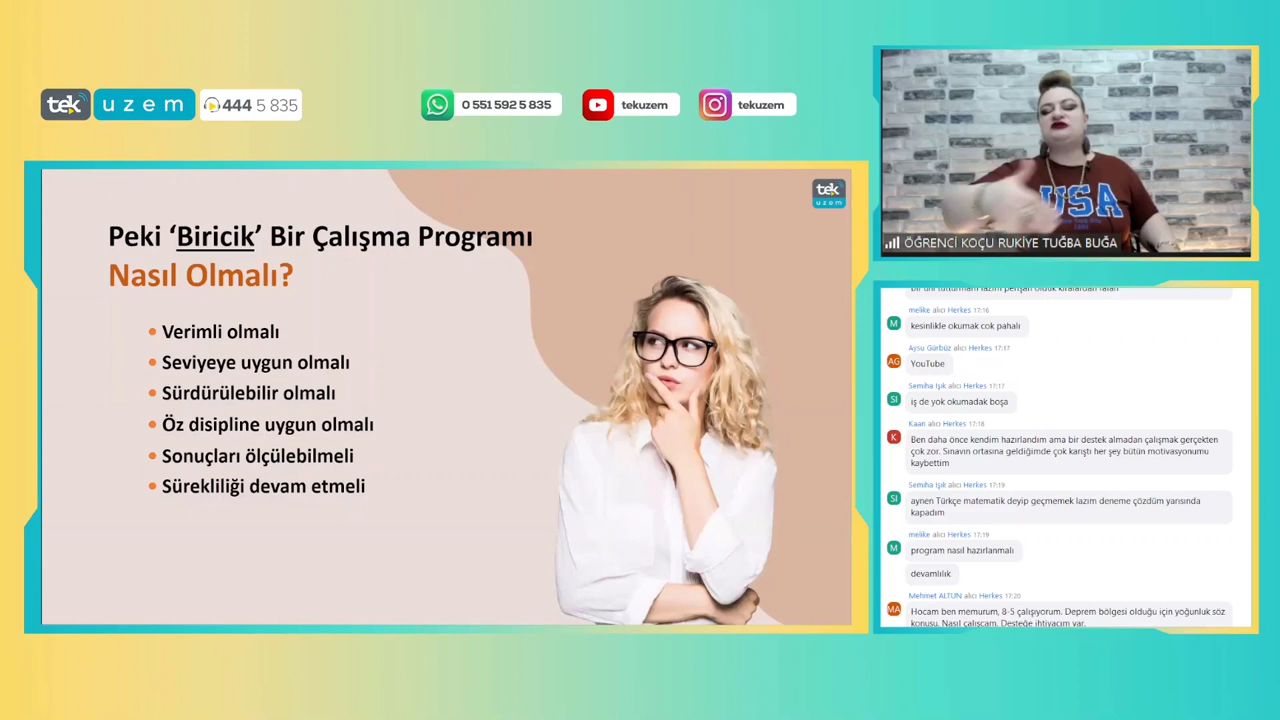 tek uzem 444 5 835
0 551 592 5 835
tekuzem
tekuzem
tek
uzem
Peki ‘Biricik’ Bir Çalışma Programı
Nasıl Olmalı?
• Verimli olmalı
• Seviyeye uygun olmalı
• Sürdürülebilir olmalı
• Öz disipline uygun olmalı
• Sonuçları ölçülebilmeli
• Sürekliliği devam etmeli
USA
ÖĞRENCİ KOÇU RUKİYE TUĞBA BUĞA
melike alıcı Herkes 17:16
M
kesinlikle okumak cok pahalı
Aysu Gürbüz alıcı Herkes 17:17
AG
YouTube
Semiha Işık alıcı Herkes 17:17
SI
iş de yok okumadak boşa
Kaan alıcı Herkes 17:18
K
Ben daha önce kendim hazırlandım ama bir destek almadan çalışmak gerçekten
çok zor. Sınavın ortasına geldiğimde çok karıştı her şey bütün motivasyonumu
kaybettim
Semiha Işık alıcı Herkes 17:19
SI
aynen Türkçe matematik deyip geçmemek lazım deneme çözdüm yarısında
kapadım
melike alıcı Herkes 17:19
M
program nasıl hazırlanmalı
devamlılık
Mehmet ALTUN alıcı Herkes 17:20
MA
Hocam ben memurum, 8-5 çalışıyorum. Deprem bölgesi olduğu için yoğunluk söz
konusu. Nasıl çalışcam. Desteğe ihtiyacım var.